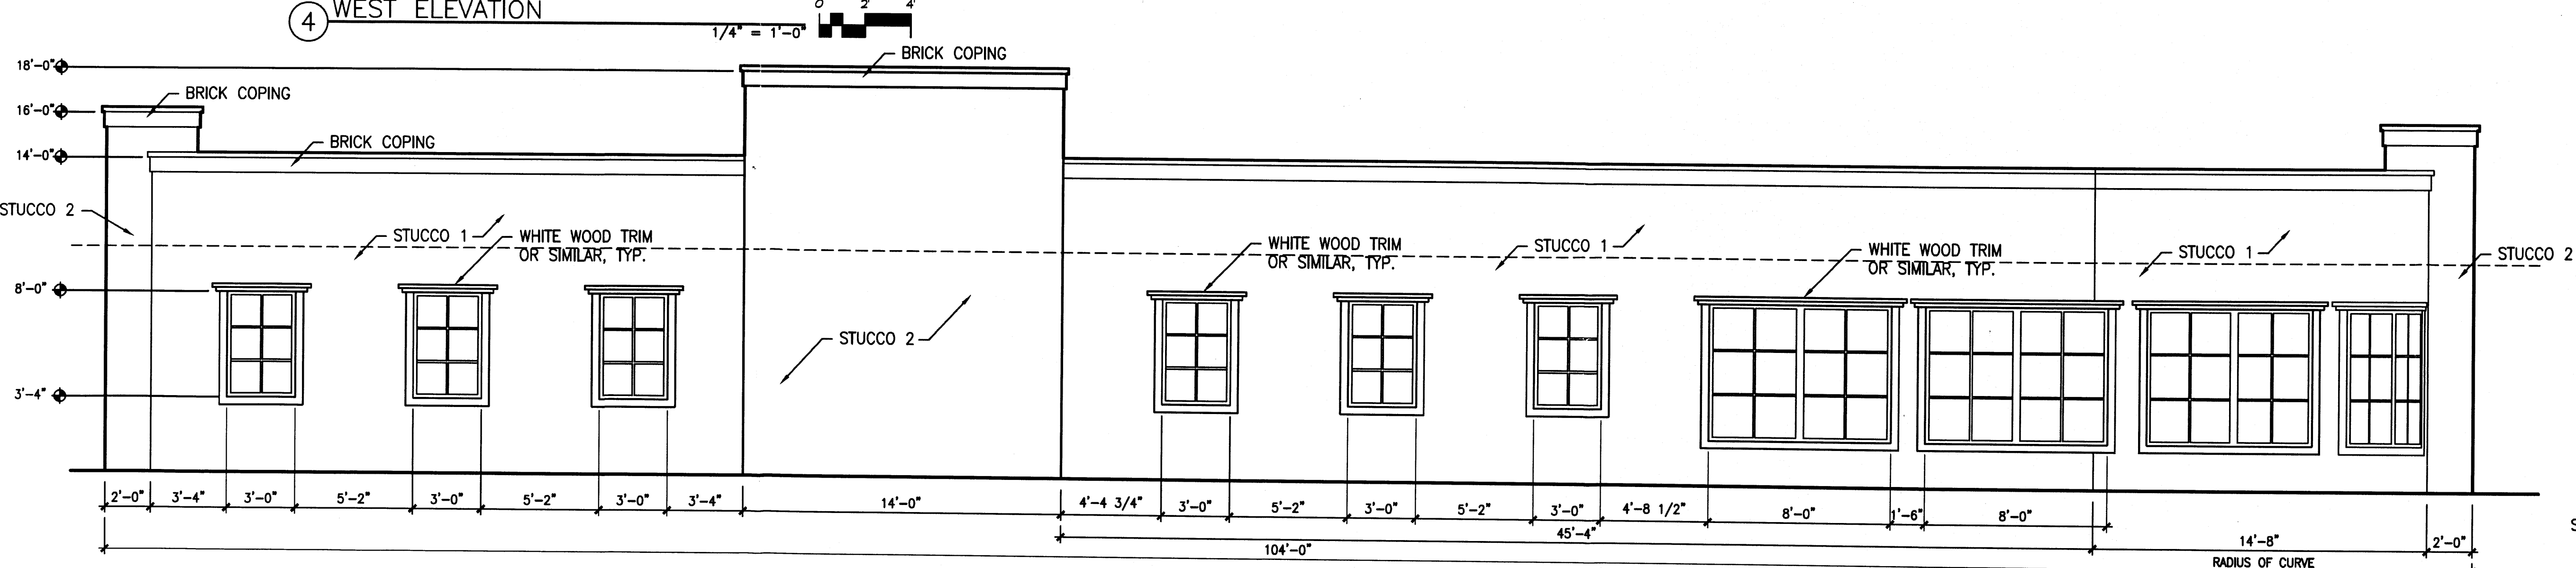 4 WEST ELEVATION
1/4" = 1'-0"
0 2' 4'
18'-0"
BRICK COPING
16'-0"
BRICK COPING
14'-0"
BRICK COPING
STUCCO 2
STUCCO 1
WHITE WOOD TRIM
OR SIMILAR, TYP.
WHITE WOOD TRIM
OR SIMILAR, TYP.
STUCCO 1
WHITE WOOD TRIM
OR SIMILAR, TYP.
STUCCO 1
STUCCO 2
8'-0"
STUCCO 2
3'-4"
2'-0" 3'-4" 3'-0" 5'-2" 3'-0" 5'-2" 3'-0" 3'-4" 14'-0" 4'-4 3/4" 3'-0" 5'-2" 3'-0" 5'-2" 3'-0" 4'-8 1/2" 8'-0" 1'-6" 8'-0"
S
45'-4"
14'-8" 2'-0"
104'-0"
RADIUS OF CURVE